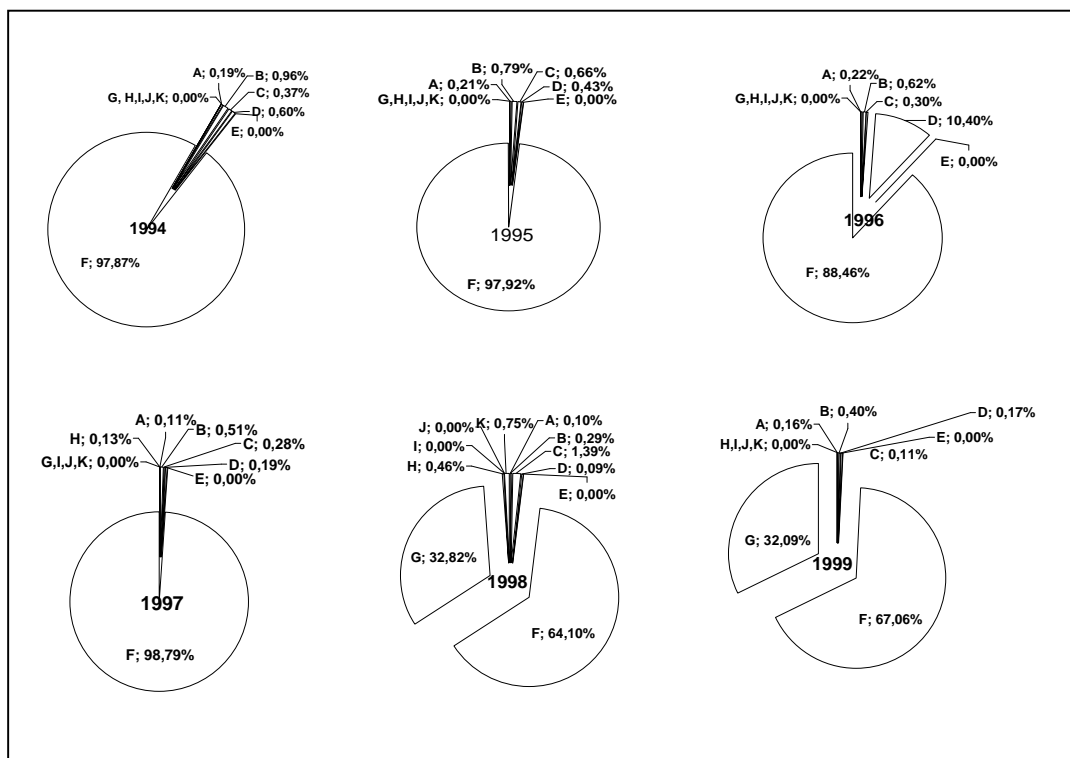 A; 0,19%
B; 0,96%
G, H,I,J,K; 0,00%
C; 0,37%
D; 0,60%
E; 0,00%
1994
F; 97,87%
B; 0,79%
C; 0,66%
A; 0,21%
D; 0,43%
G,H,I,J,K; 0,00%
E; 0,00%
1995
F; 97,92%
A; 0,22%
B; 0,62%
G,H,I,J,K; 0,00%
C; 0,30%
D; 10,40%
E; 0,00%
1996
F; 88,46%
A; 0,11%
B; 0,51%
H; 0,13%
C; 0,28%
G,I,J,K; 0,00%
D; 0,19%
E; 0,00%
1997
F; 98,79%
J; 0,00%
K; 0,75%
A; 0,10%
I; 0,00%
B; 0,29%
C; 1,39%
H; 0,46%
D; 0,09%
E; 0,00%
G; 32,82%
1998
F; 64,10%
B; 0,40%
D; 0,17%
A; 0,16%
E; 0,00%
H,I,J,K; 0,00%
C; 0,11%
G; 32,09%
1999
F; 67,06%